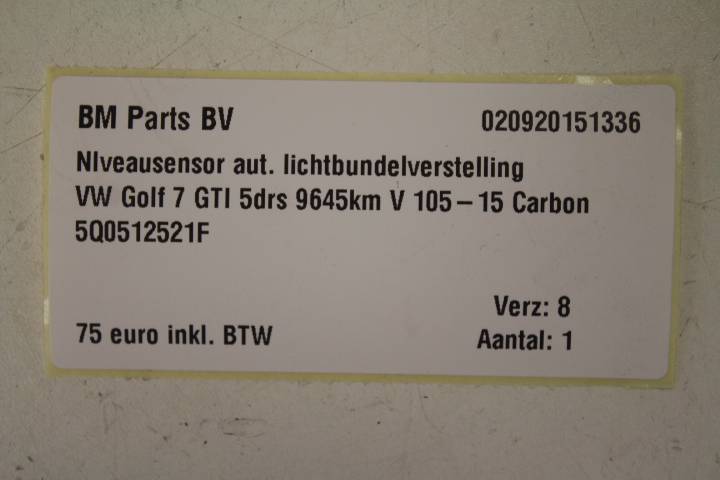 BM Parts BV 020920151336
NIveausensor aut. lichtbundelverstelling
VW Golf 7 GTI 5drs 9645km V 105 – 15 Carbon
5Q0512521F
Verz: 8
75 euro inkl. BTW Aantal: 1